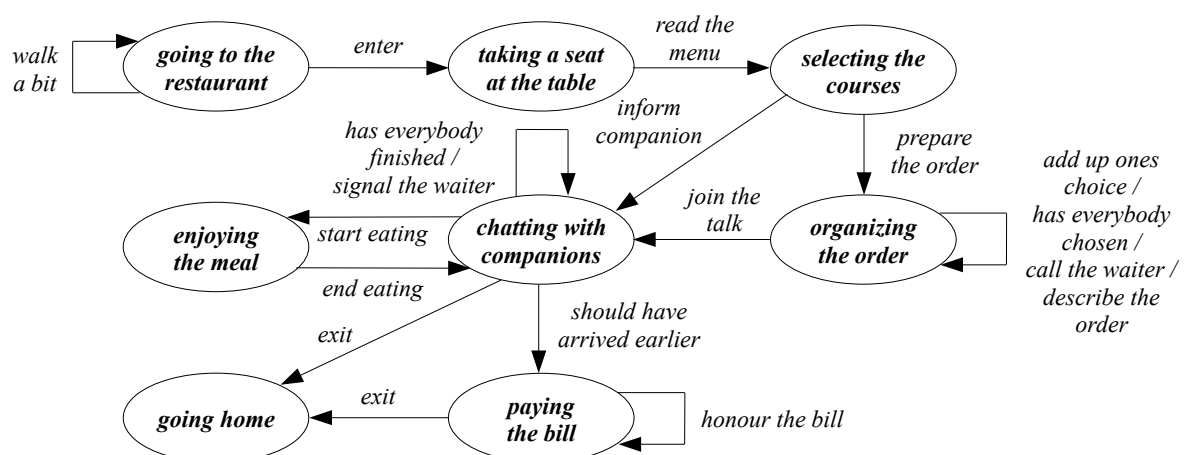 walk
a bit
going to the
restaurant
enter
taking a seat
at the table
read the
menu
selecting the
courses
inform
companion
prepare
the order
has everybody
finished /
signal the waiter
add up ones
choice /
has everybody
chosen /
call the waiter /
describe the
order
enjoying
the meal
start eating
end eating
chatting with
companions
join the
talk
organizing
the order
exit
should have
arrived earlier
going home
exit
paying
the bill
honour the bill